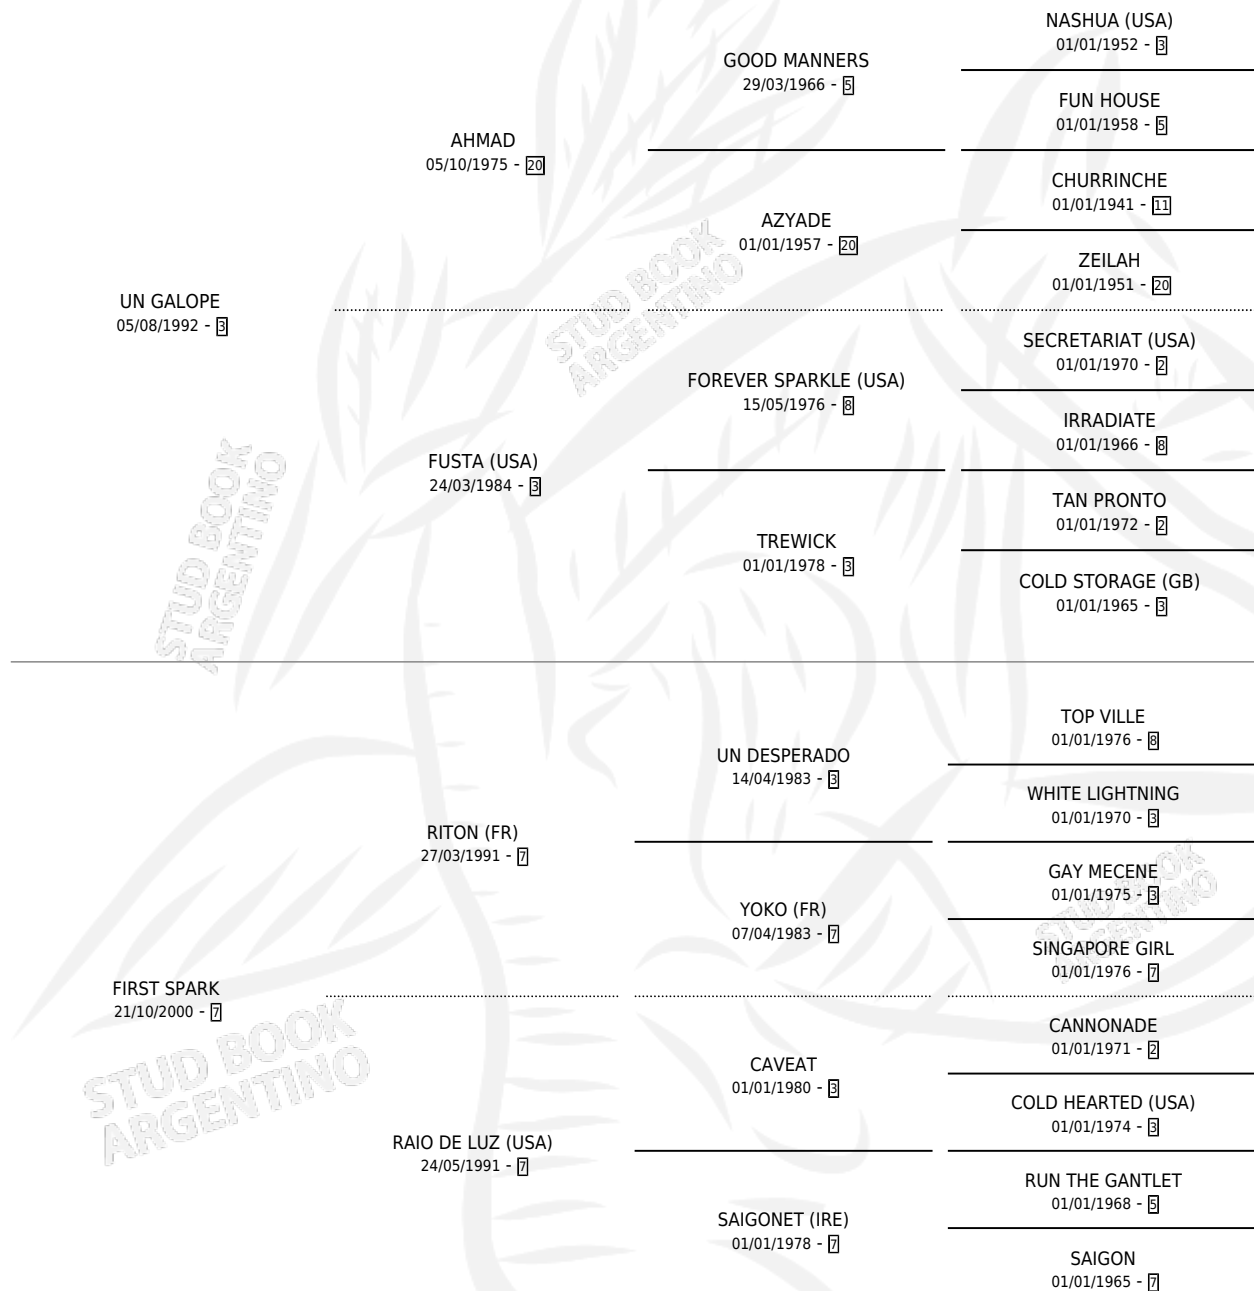 NASHUA (USA)
01/01/1952 - 3
GOOD MANNERS
29/03/1966 - 5
FUN HOUSE
01/01/1958 - 5
AHMAD
05/10/1975 - 20
CHURRINCHE
01/01/1941 - 11
AZYADE
01/01/1957 - 20
ZEILAH
01/01/1951 - 20
UN GALOPE
05/08/1992 - 3
STUD BOOK
ARGENTINO
SECRETARIAT (USA)
01/01/1970 - 2
FOREVER SPARKLE (USA)
15/05/1976 - 8
IRRADIATE
01/01/1966 - 8
FUSTA (USA)
24/03/1984 - 3
TAN PRONTO
01/01/1972 - 2
TREWICK
01/01/1978 - 3
COLD STORAGE (GB)
01/01/1965 - 3
STUD BOOK
ARGENTINO
TOP VILLE
01/01/1976 - 8
UN DESPERADO
14/04/1983 - 3
WHITE LIGHTNING
01/01/1970 - 3
RITON (FR)
27/03/1991 - 7
GAY MECENE
01/01/1975 - 3
YOKO (FR)
07/04/1983 - 7
SINGAPORE GIRL
01/01/1976 - 7
STUD BOOK
ARGENTINO
FIRST SPARK
21/10/2000 - 7
CANNONADE
01/01/1971 - 2
CAVEAT
01/01/1980 - 3
COLD HEARTED (USA)
01/01/1974 - 3
STUD BOOK
ARGENTINO
RAIO DE LUZ (USA)
24/05/1991 - 7
RUN THE GANTLET
01/01/1968 - 5
SAIGONET (IRE)
01/01/1978 - 7
SAIGON
01/01/1965 - 7